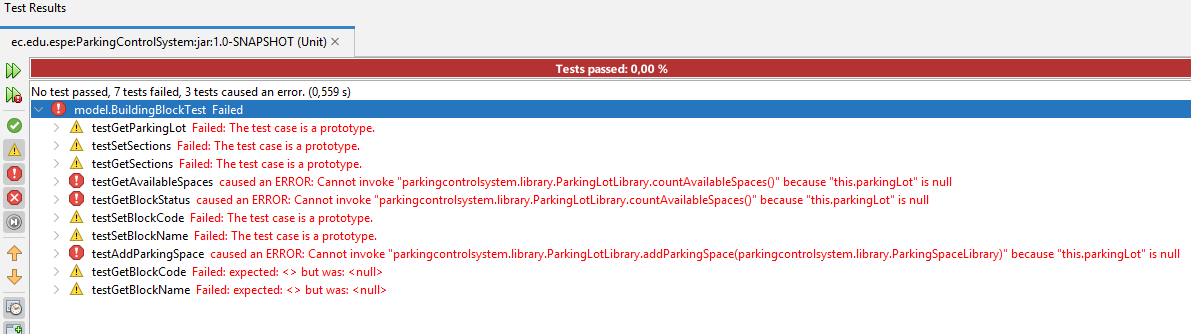 Test Results
ec.edu.espe:ParkingControlSystem:jar:1.0-SNAPSHOT (Unit) ×
Tests passed: 0,00 %
No test passed, 7 tests failed, 3 tests caused an error. (0,559 s)
model.BuildingBlockTest Failed
testGetParkingLot Failed: The test case is a prototype.
testSetSections Failed: The test case is a prototype.
testGetSections Failed: The test case is a prototype.
testGetAvailableSpaces caused an ERROR: Cannot invoke "parkingcontrolsystem.library.ParkingLotLibrary.countAvailableSpaces()" because "this.parkingLot" is null
testGetBlockStatus caused an ERROR: Cannot invoke "parkingcontrolsystem.library.ParkingLotLibrary.countAvailableSpaces()" because "this.parkingLot" is null
testSetBlockCode Failed: The test case is a prototype.
testSetBlockName Failed: The test case is a prototype.
testAddParkingSpace caused an ERROR: Cannot invoke "parkingcontrolsystem.library.ParkingLotLibrary.addParkingSpace(parkingcontrolsystem.library.ParkingSpaceLibrary)" because "this.parkingLot" is null
testGetBlockCode Failed: expected: <> but was: <null>
testGetBlockName Failed: expected: <> but was: <null>